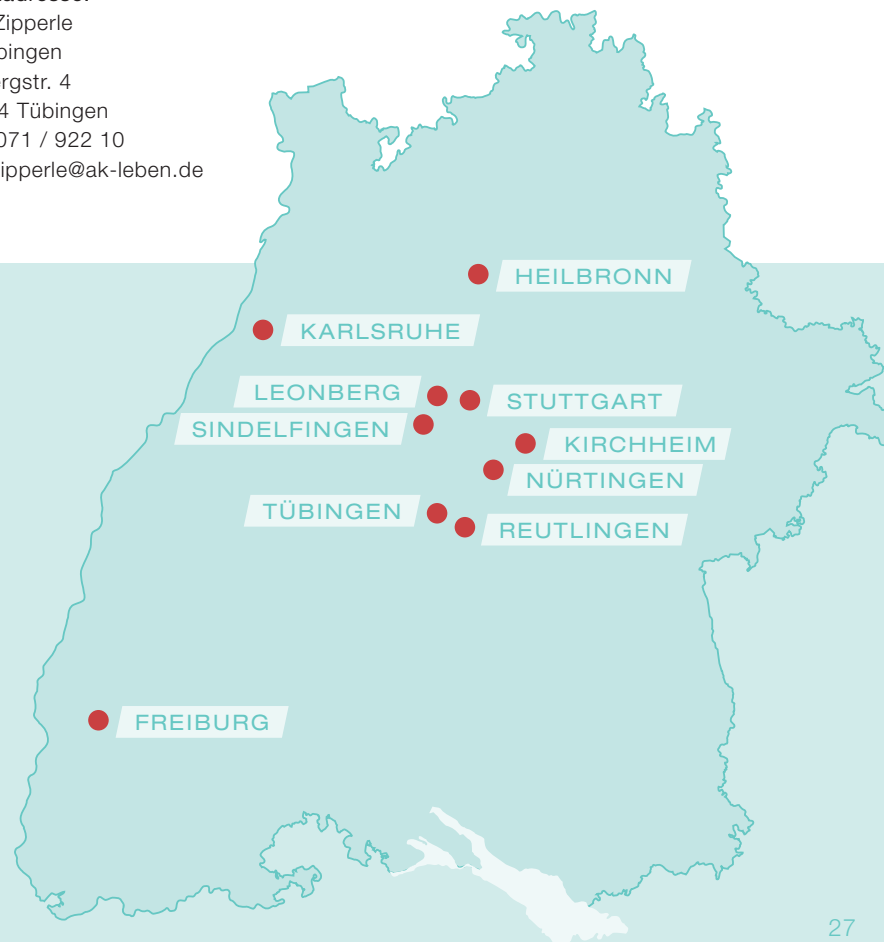 Zipperle
bingen
rgstr. 4
4 Tübingen
071 / 922 10
ipperle@ak-leben.de
HEILBRONN
KARLSRUHE
LEONBERG
STUTTGART
SINDELFINGEN
KIRCHHEIM
NÜRTINGEN
TÜBINGEN
REUTLINGEN
FREIBURG
27